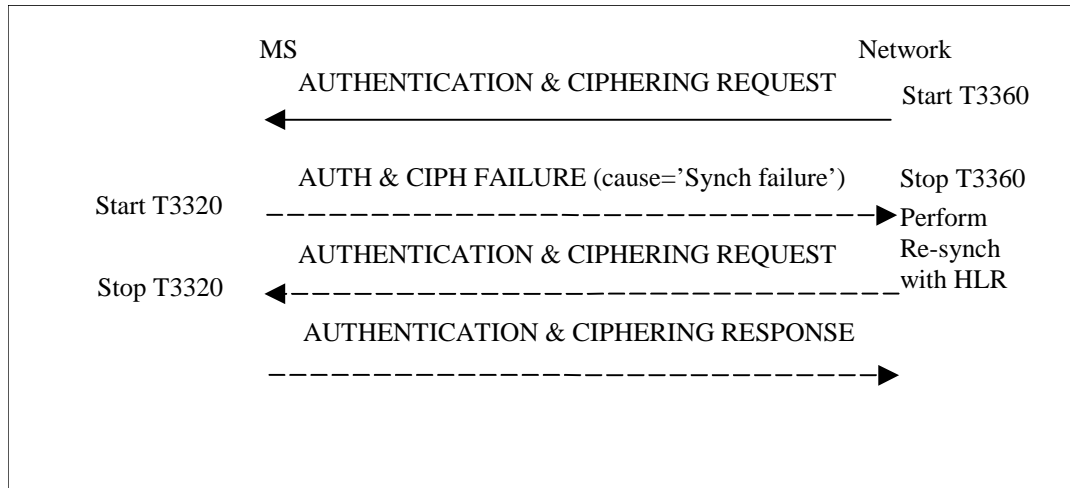 MS
Network
AUTHENTICATION & CIPHERING REQUEST
Start T3360
AUTH & CIPH FAILURE (cause=’Synch failure’)
Stop T3360
Start T3320
Perform
Re-synch
with HLR
AUTHENTICATION & CIPHERING REQUEST
Stop T3320
AUTHENTICATION & CIPHERING RESPONSE